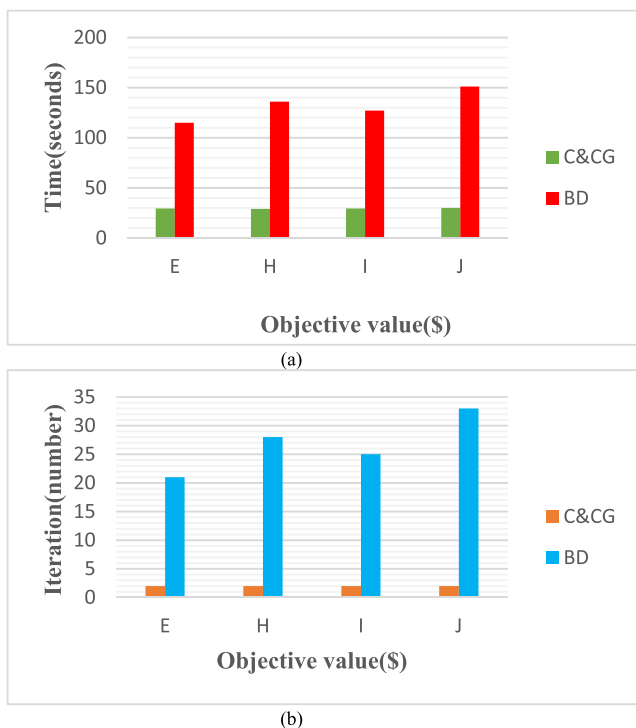 200
150
100
50
0
Time(seconds)
E H I J
Objective value($)
C&CG
BD
(a)
35
30
25
20
15
10
5
0
Iteration(number)
E H I J
Objective value($)
C&CG
BD
(b)